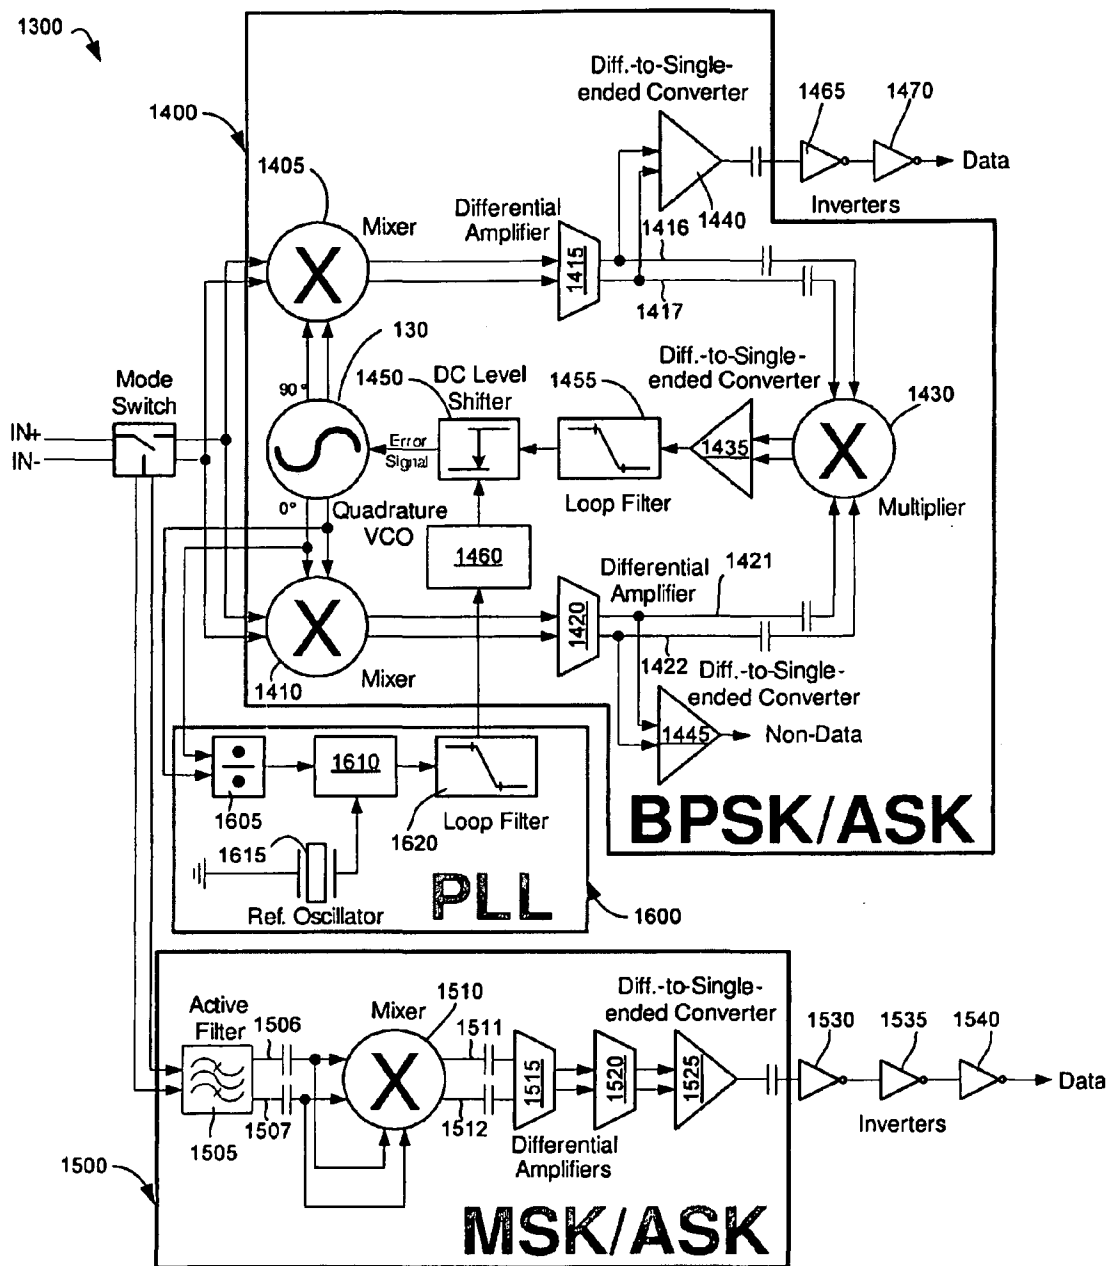 1300
1400
1405
Mixer
Differential
Amplifier
1415
Diff.-to-Single-
ended Converter
1440
1465
1470
Data
Inverters
1416
1417
130
90°
0°
Quadrature
VCO
Mode
Switch
IN+
IN-
1450
DC Level
Shifter
Error
Signal
1455
Loop Filter
Diff.-to-Single-
ended Converter
1435
1430
Multiplier
1460
1410
Mixer
1420
Differential
Amplifier
1421
1422
Diff.-to-Single-
ended Converter
1445
Non-Data
BPSK/ASK
1605
1610
1615
Ref. Oscillator
1620
Loop Filter
PLL
1600
1500
Active
Filter
1505
1506
1507
Mixer
1510
1511
1512
1515
1520
Differential
Amplifiers
Diff.-to-Single-
ended Converter
1525
1530
1535
1540
Data
Inverters
MSK/ASK